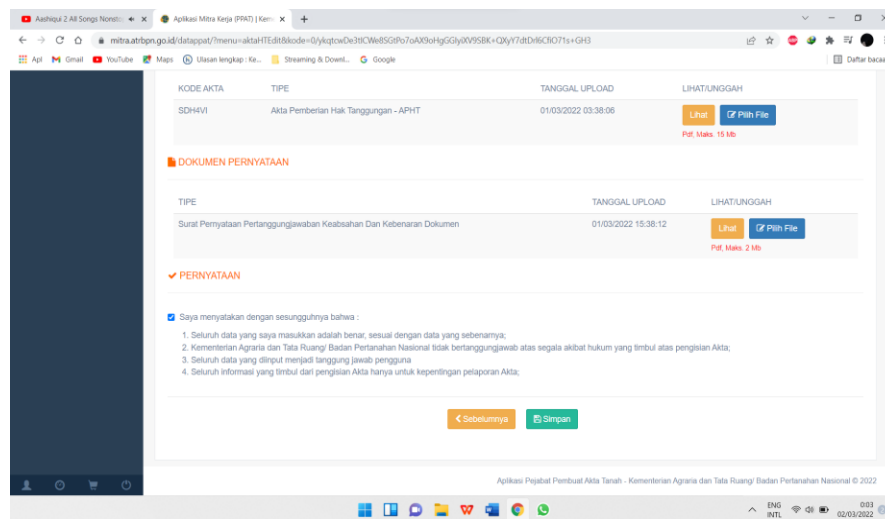 Aashiqui 2 All Songs Nonsto
Aplikasi Mitra Kerja (PPAT) | Kem
mitra.atrbpn.go.id/datappat/?menu=aktaHTEdit&kode=0/ykqtcwDe3tICWe8SGtPo7oAX9oHgGGIyiXV9SBK+QXyY7dtDrl6CfiO71s+GH3
Apl
Gmail
YouTube
Maps
Ulasan lengkap : Ke...
Streaming & Downl...
Google
Daftar bacaa
KODE AKTA TIPE TANGGAL UPLOAD LIHAT/UNGGAH
SDH4VI Akta Pemberian Hak Tanggungan - APHT 01/03/2022 03:38:06 Lihat Pilih File
Pdf, Maks. 15 Mb
DOKUMEN PERNYATAAN
TIPE TANGGAL UPLOAD LIHAT/UNGGAH
Surat Pernyataan Pertanggungjawaban Keabsahan Dan Kebenaran Dokumen 01/03/2022 15:38:12 Lihat Pilih File
Pdf, Maks. 2 Mb
PERNYATAAN
Saya menyatakan dengan sesungguhnya bahwa :
1. Seluruh data yang saya masukkan adalah benar, sesuai dengan data yang sebenarnya;
2. Kementerian Agraria dan Tata Ruang/ Badan Pertanahan Nasional tidak bertanggungjawab atas segala akibat hukum yang timbul atas pengisian Akta;
3. Seluruh data yang diinput menjadi tanggung jawab pengguna
4. Seluruh informasi yang timbul dari pengisian Akta hanya untuk kepentingan pelaporan Akta;
Sebelumnya Simpan
Aplikasi Pejabat Pembuat Akta Tanah - Kementerian Agraria dan Tata Ruang/ Badan Pertanahan Nasional © 2022
ENG
INTL
0:03
02/03/2022